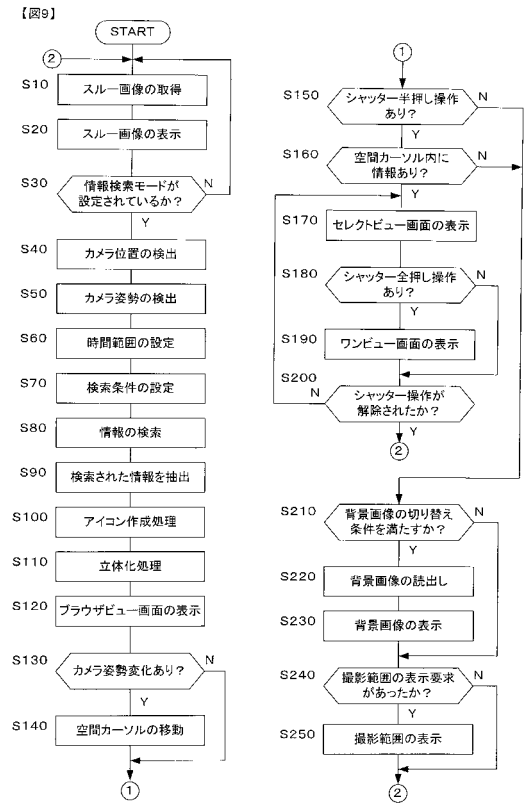 【図9】
START
②
S10
スルー画像の取得
S20
スルー画像の表示
S30
情報検索モードが
設定されているか？
N
Y
S40
カメラ位置の検出
S50
カメラ姿勢の検出
S60
時間範囲の設定
S70
検索条件の設定
S80
情報の検索
S90
検索された情報を抽出
S100
アイコン作成処理
S110
立体化処理
S120
ブラウザビュー画面の表示
S130
カメラ姿勢変化あり？
N
Y
S140
空間カーソルの移動
①
①
S150
シャッター半押し操作
あり？
N
Y
S160
空間カーソル内に
情報あり？
N
Y
S170
セレクトビュー画面の表示
S180
シャッター全押し操作
あり？
N
Y
S190
ワンビュー画面の表示
S200
シャッター操作が
解除されたか？
N
Y
②
S210
背景画像の切り替え
条件を満たすか？
N
Y
S220
背景画像の読出し
S230
背景画像の表示
S240
撮影範囲の表示要求
があったか？
N
Y
S250
撮影範囲の表示
②